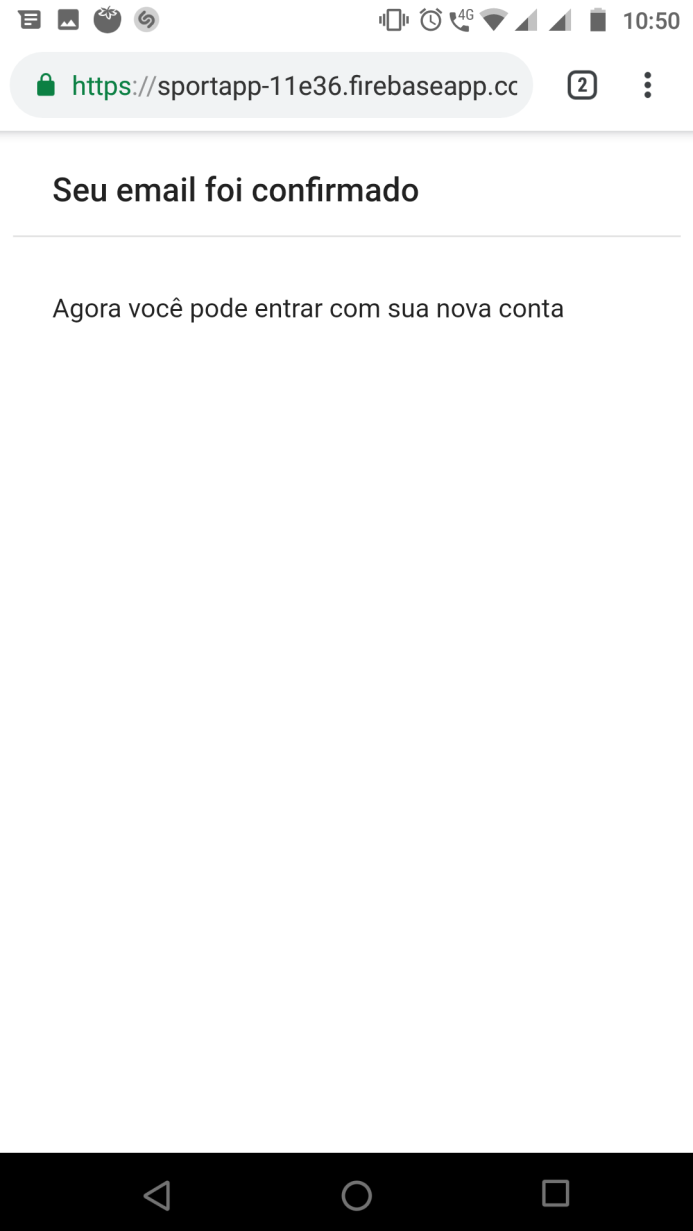 4G 10:50
https://sportapp-11e36.firebaseapp.cc 2
Seu email foi confirmado
Agora você pode entrar com sua nova conta